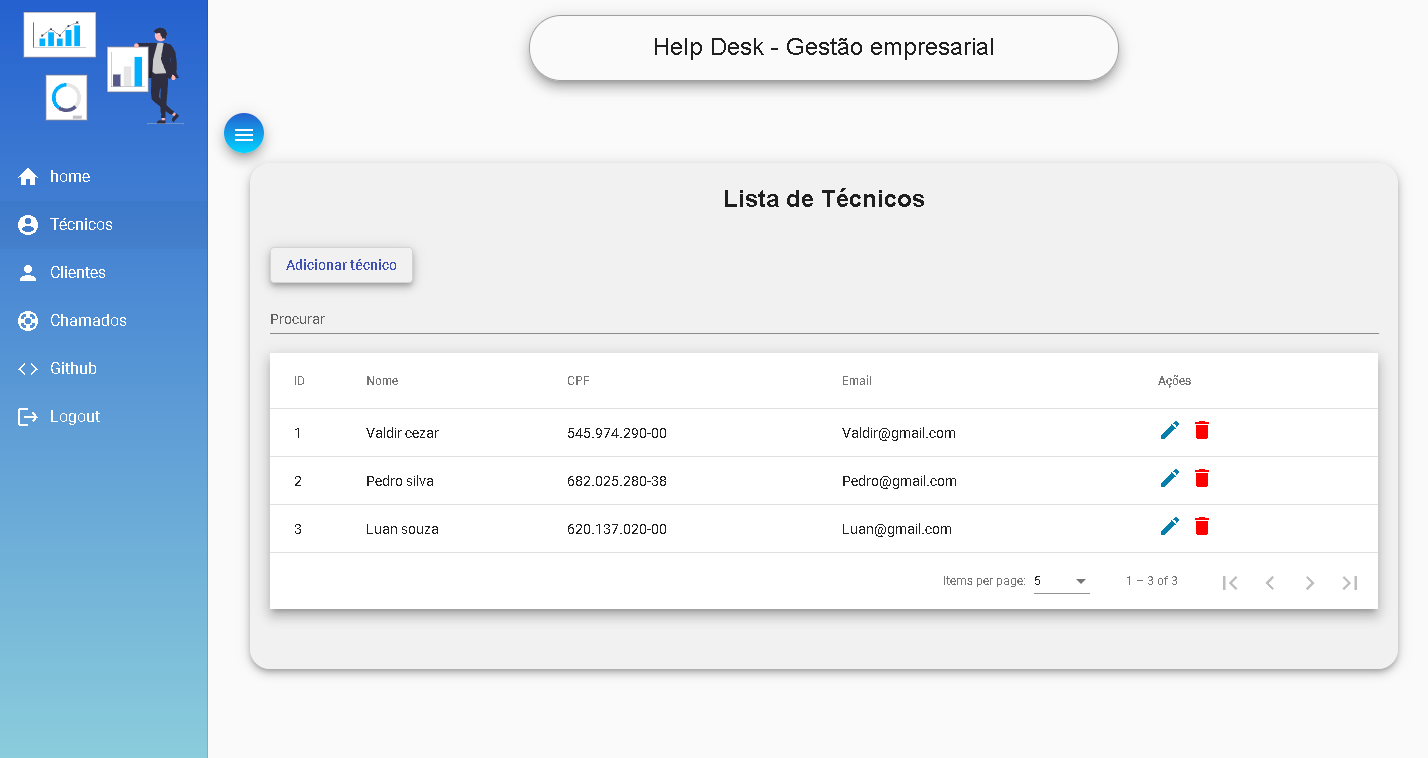 Help Desk - Gestão empresarial
home
Técnicos
Clientes
Chamados
Github
Logout
Lista de Técnicos
Adicionar técnico
Procurar
ID Nome CPF Email Ações
1 Valdir cezar 545.974.290-00 Valdir@gmail.com
2 Pedro silva 682.025.280-38 Pedro@gmail.com
3 Luan souza 620.137.020-00 Luan@gmail.com
Items per page: 5 1 – 3 of 3